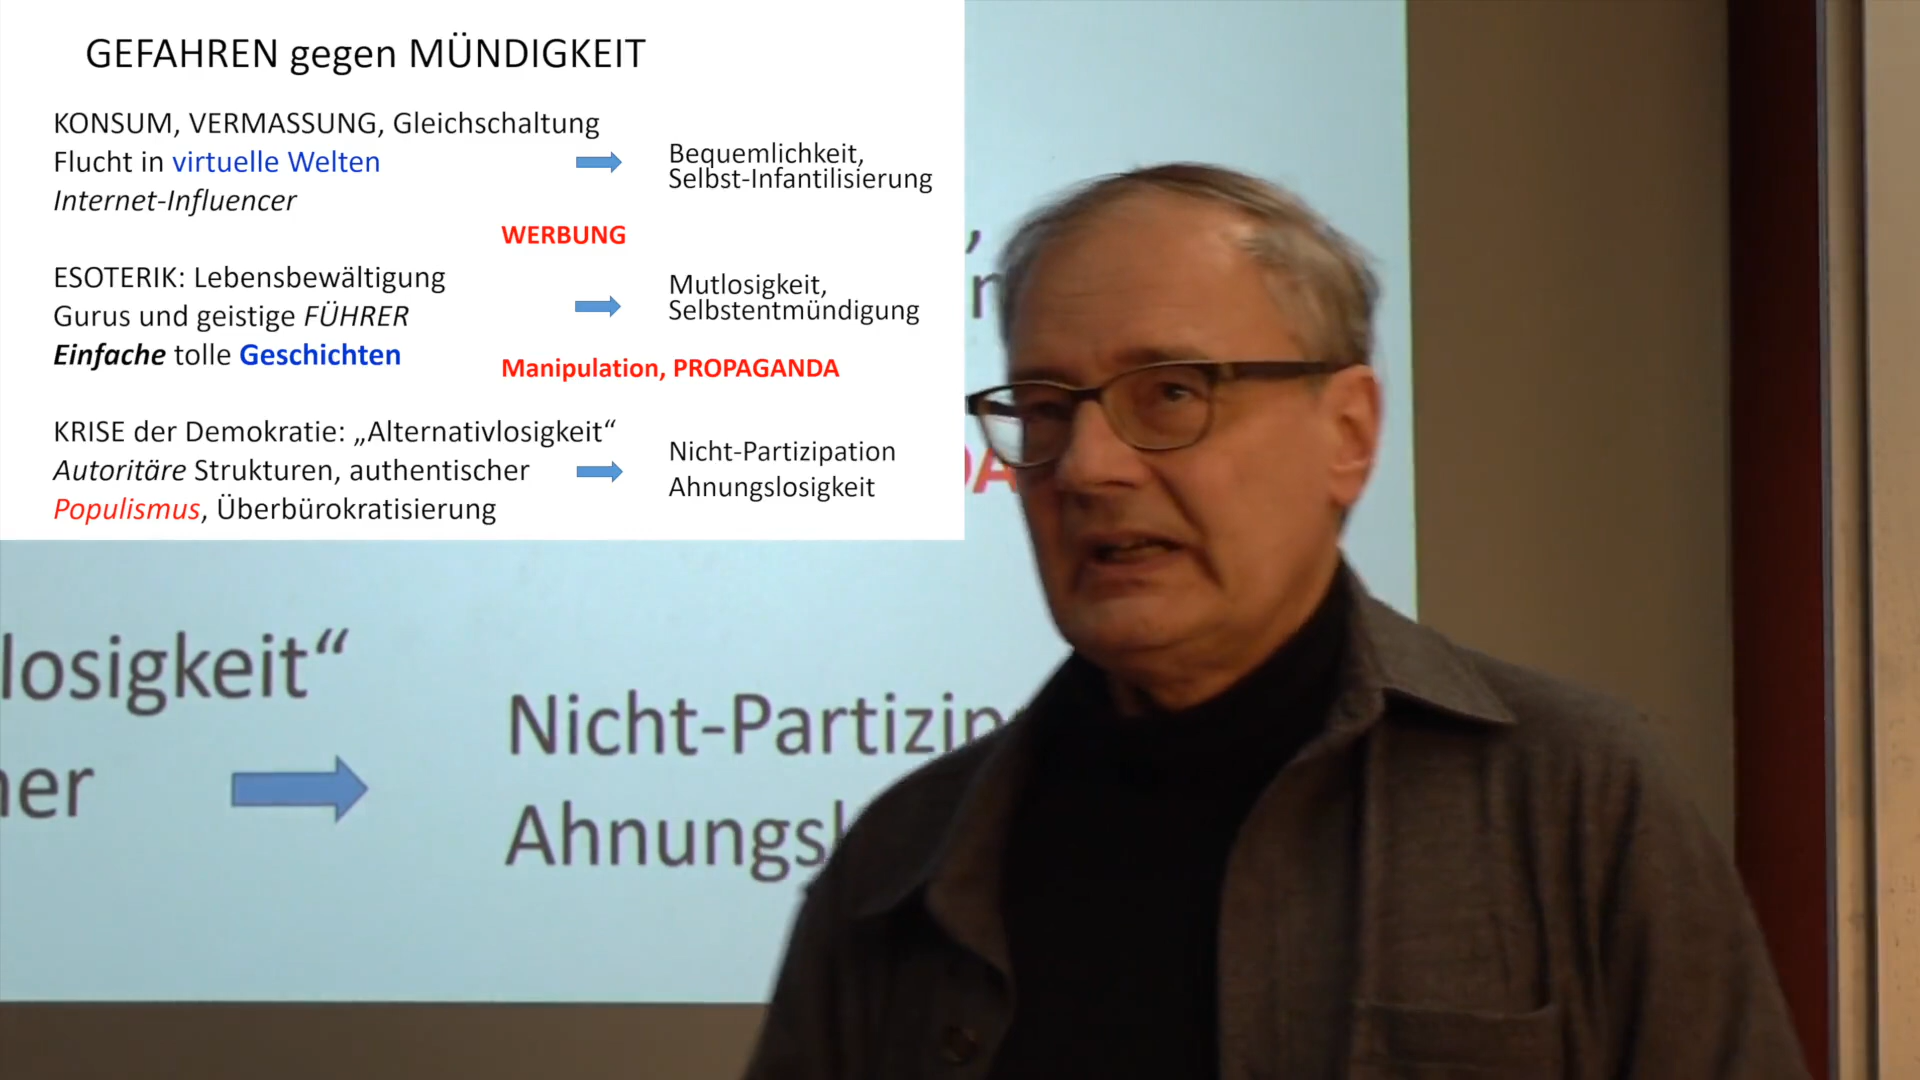 GEFAHREN gegen MÜNDIGKEIT
KONSUM, VERMASSUNG, Gleichschaltung
Flucht in virtuelle Welten
Internet-Influencer
Bequemlichkeit,
Selbst-Infantilisierung
WERBUNG
ESOTERIK: Lebensbewältigung
Gurus und geistige FÜHRER
Einfache tolle Geschichten
Mutlosigkeit,
Selbstentmündigung
Manipulation, PROPAGANDA
KRISE der Demokratie: „Alternativlosigkeit“
Autoritäre Strukturen, authentischer
Populismus, Überbürokratisierung
Nicht-Partizipation
Ahnungslosigkeit
losigkeit“
her
Nicht-Partizip
Ahnungsl
DA